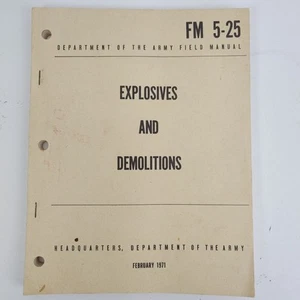 FM 5-25
DEPARTMENT OF THE ARMY FIELD MANUAL
EXPLOSIVES
AND
DEMOLITIONS
HEADQUARTERS, DEPARTMENT OF THE ARMY
FEBRUARY 1971